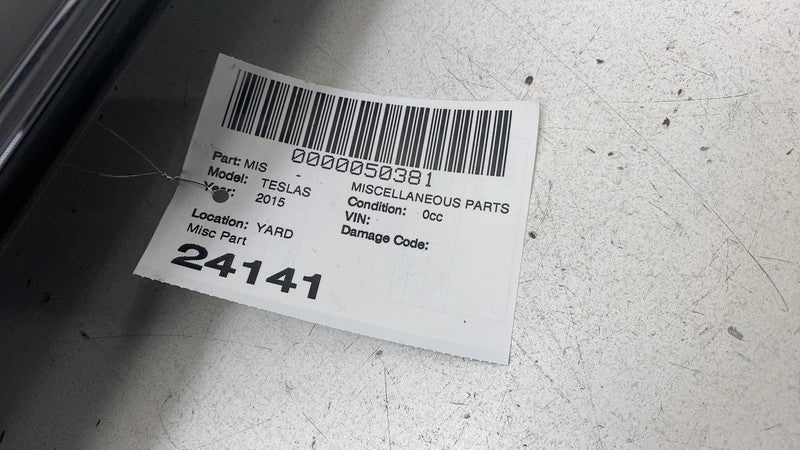 0000050381
Part: MIS - MISCELLANEOUS PARTS
Model: TESLAS Condition: 0cc
Year: 2015 VIN:
Location: YARD Damage Code:
Misc Part
24141